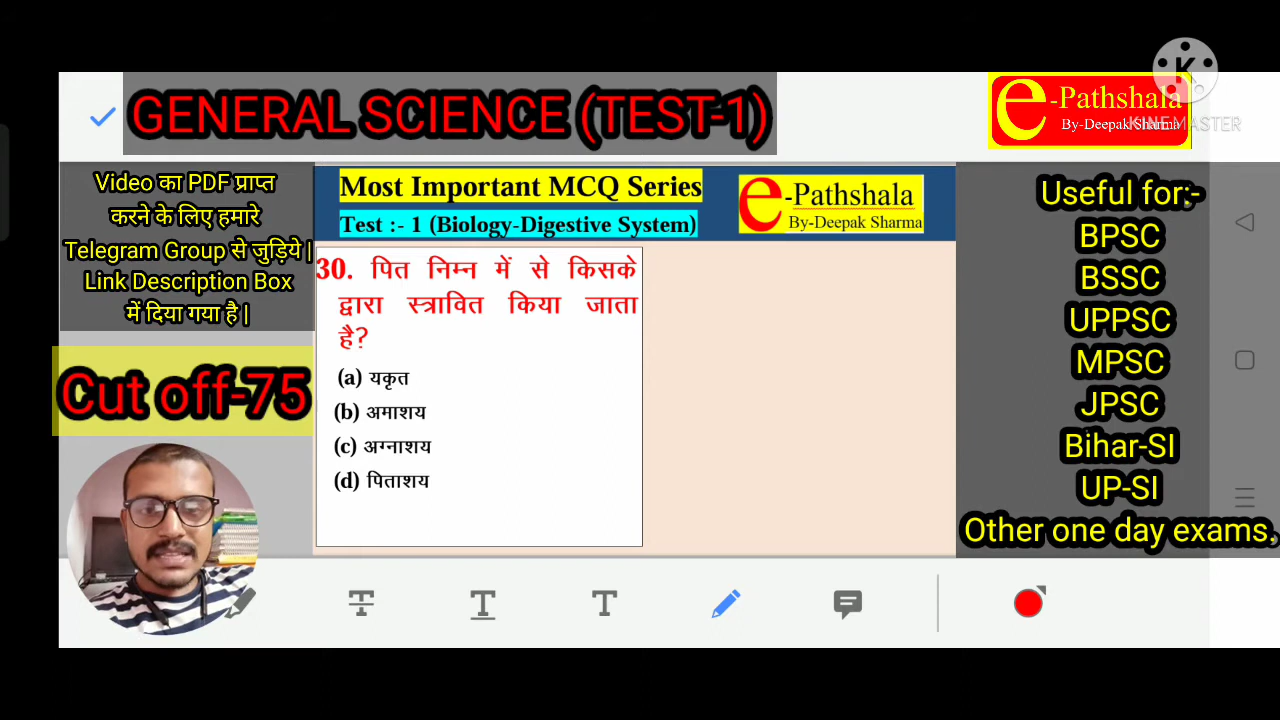 GENERAL SCIENCE (TEST-1)
e-Pathshala
By-Deepak Sharma
KINEMASTER
Video का PDF प्राप्त
करने के लिए हमारे
Telegram Group से जुड़िये |
Link Description Box
में दिया गया है |
Cut off-75
Most Important MCQ Series
Test :- 1 (Biology-Digestive System)
e-Pathshala
By-Deepak Sharma
30. पित निम्न में से किसके
द्वारा स्त्रावित किया जाता
है?
(a) यकृत
(b) अमाशय
(c) अग्नाशय
(d) पिताशय
Useful for:-
BPSC
BSSC
UPPSC
MPSC
JPSC
Bihar-SI
UP-SI
Other one day exams.